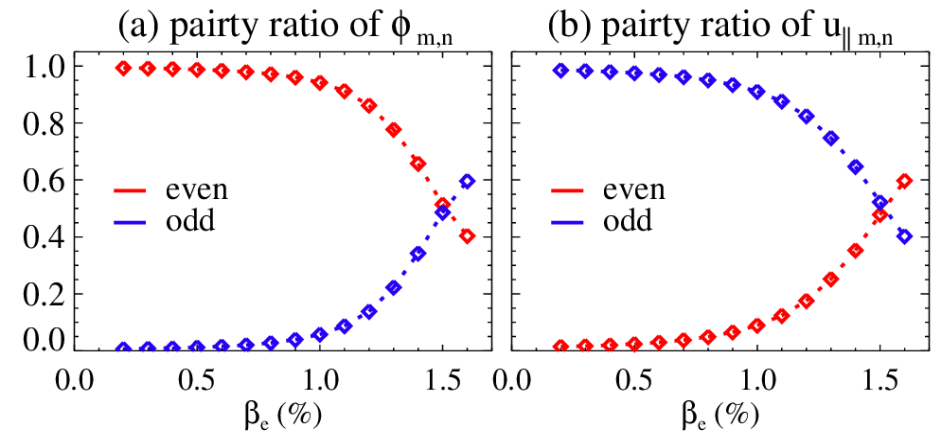 (a) pairty ratio of ϕm,n
(b) pairty ratio of u∥ m,n
1.0
0.8
0.6
0.4
0.2
0.0
even
odd
even
odd
0.0 0.5 1.0 1.5
0.0 0.5 1.0 1.5
βe (%)
βe (%)